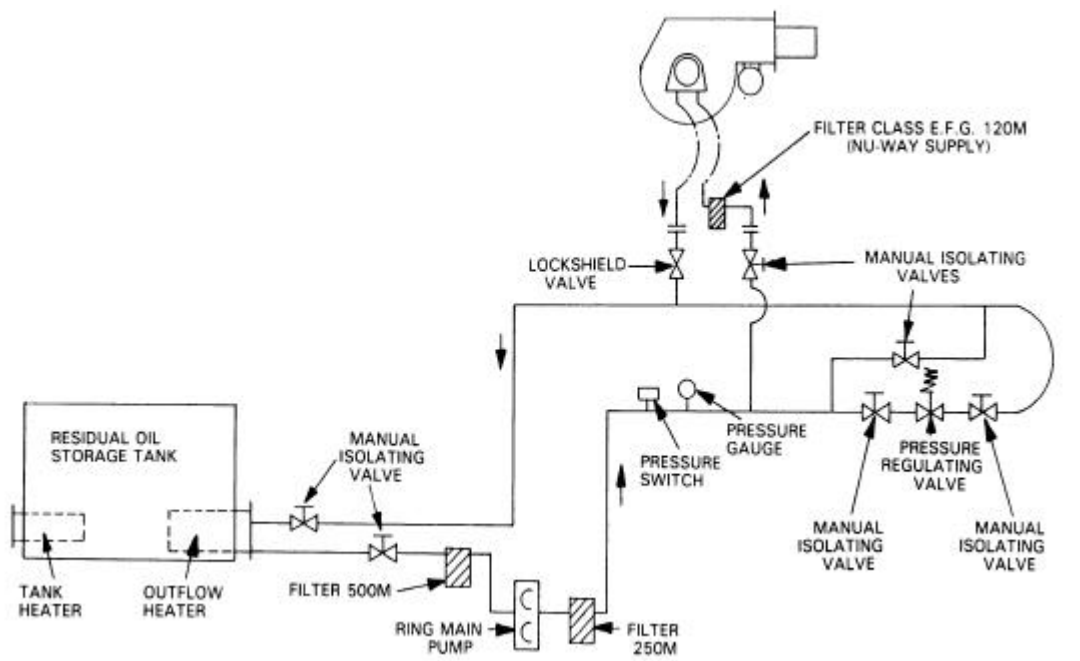 FILTER CLASS E.F.G. 120M
(NU-WAY SUPPLY)
LOCKSHIELD
VALVE
MANUAL ISOLATING
VALVES
RESIDUAL OIL
STORAGE TANK
MANUAL
ISOLATING
VALVE
PRESSURE
SWITCH
PRESSURE
GAUGE
PRESSURE
REGULATING
VALVE
MANUAL
ISOLATING
VALVE
MANUAL
ISOLATING
VALVE
TANK
HEATER
OUTFLOW
HEATER
FILTER 500M
RING MAIN
PUMP
FILTER
250M